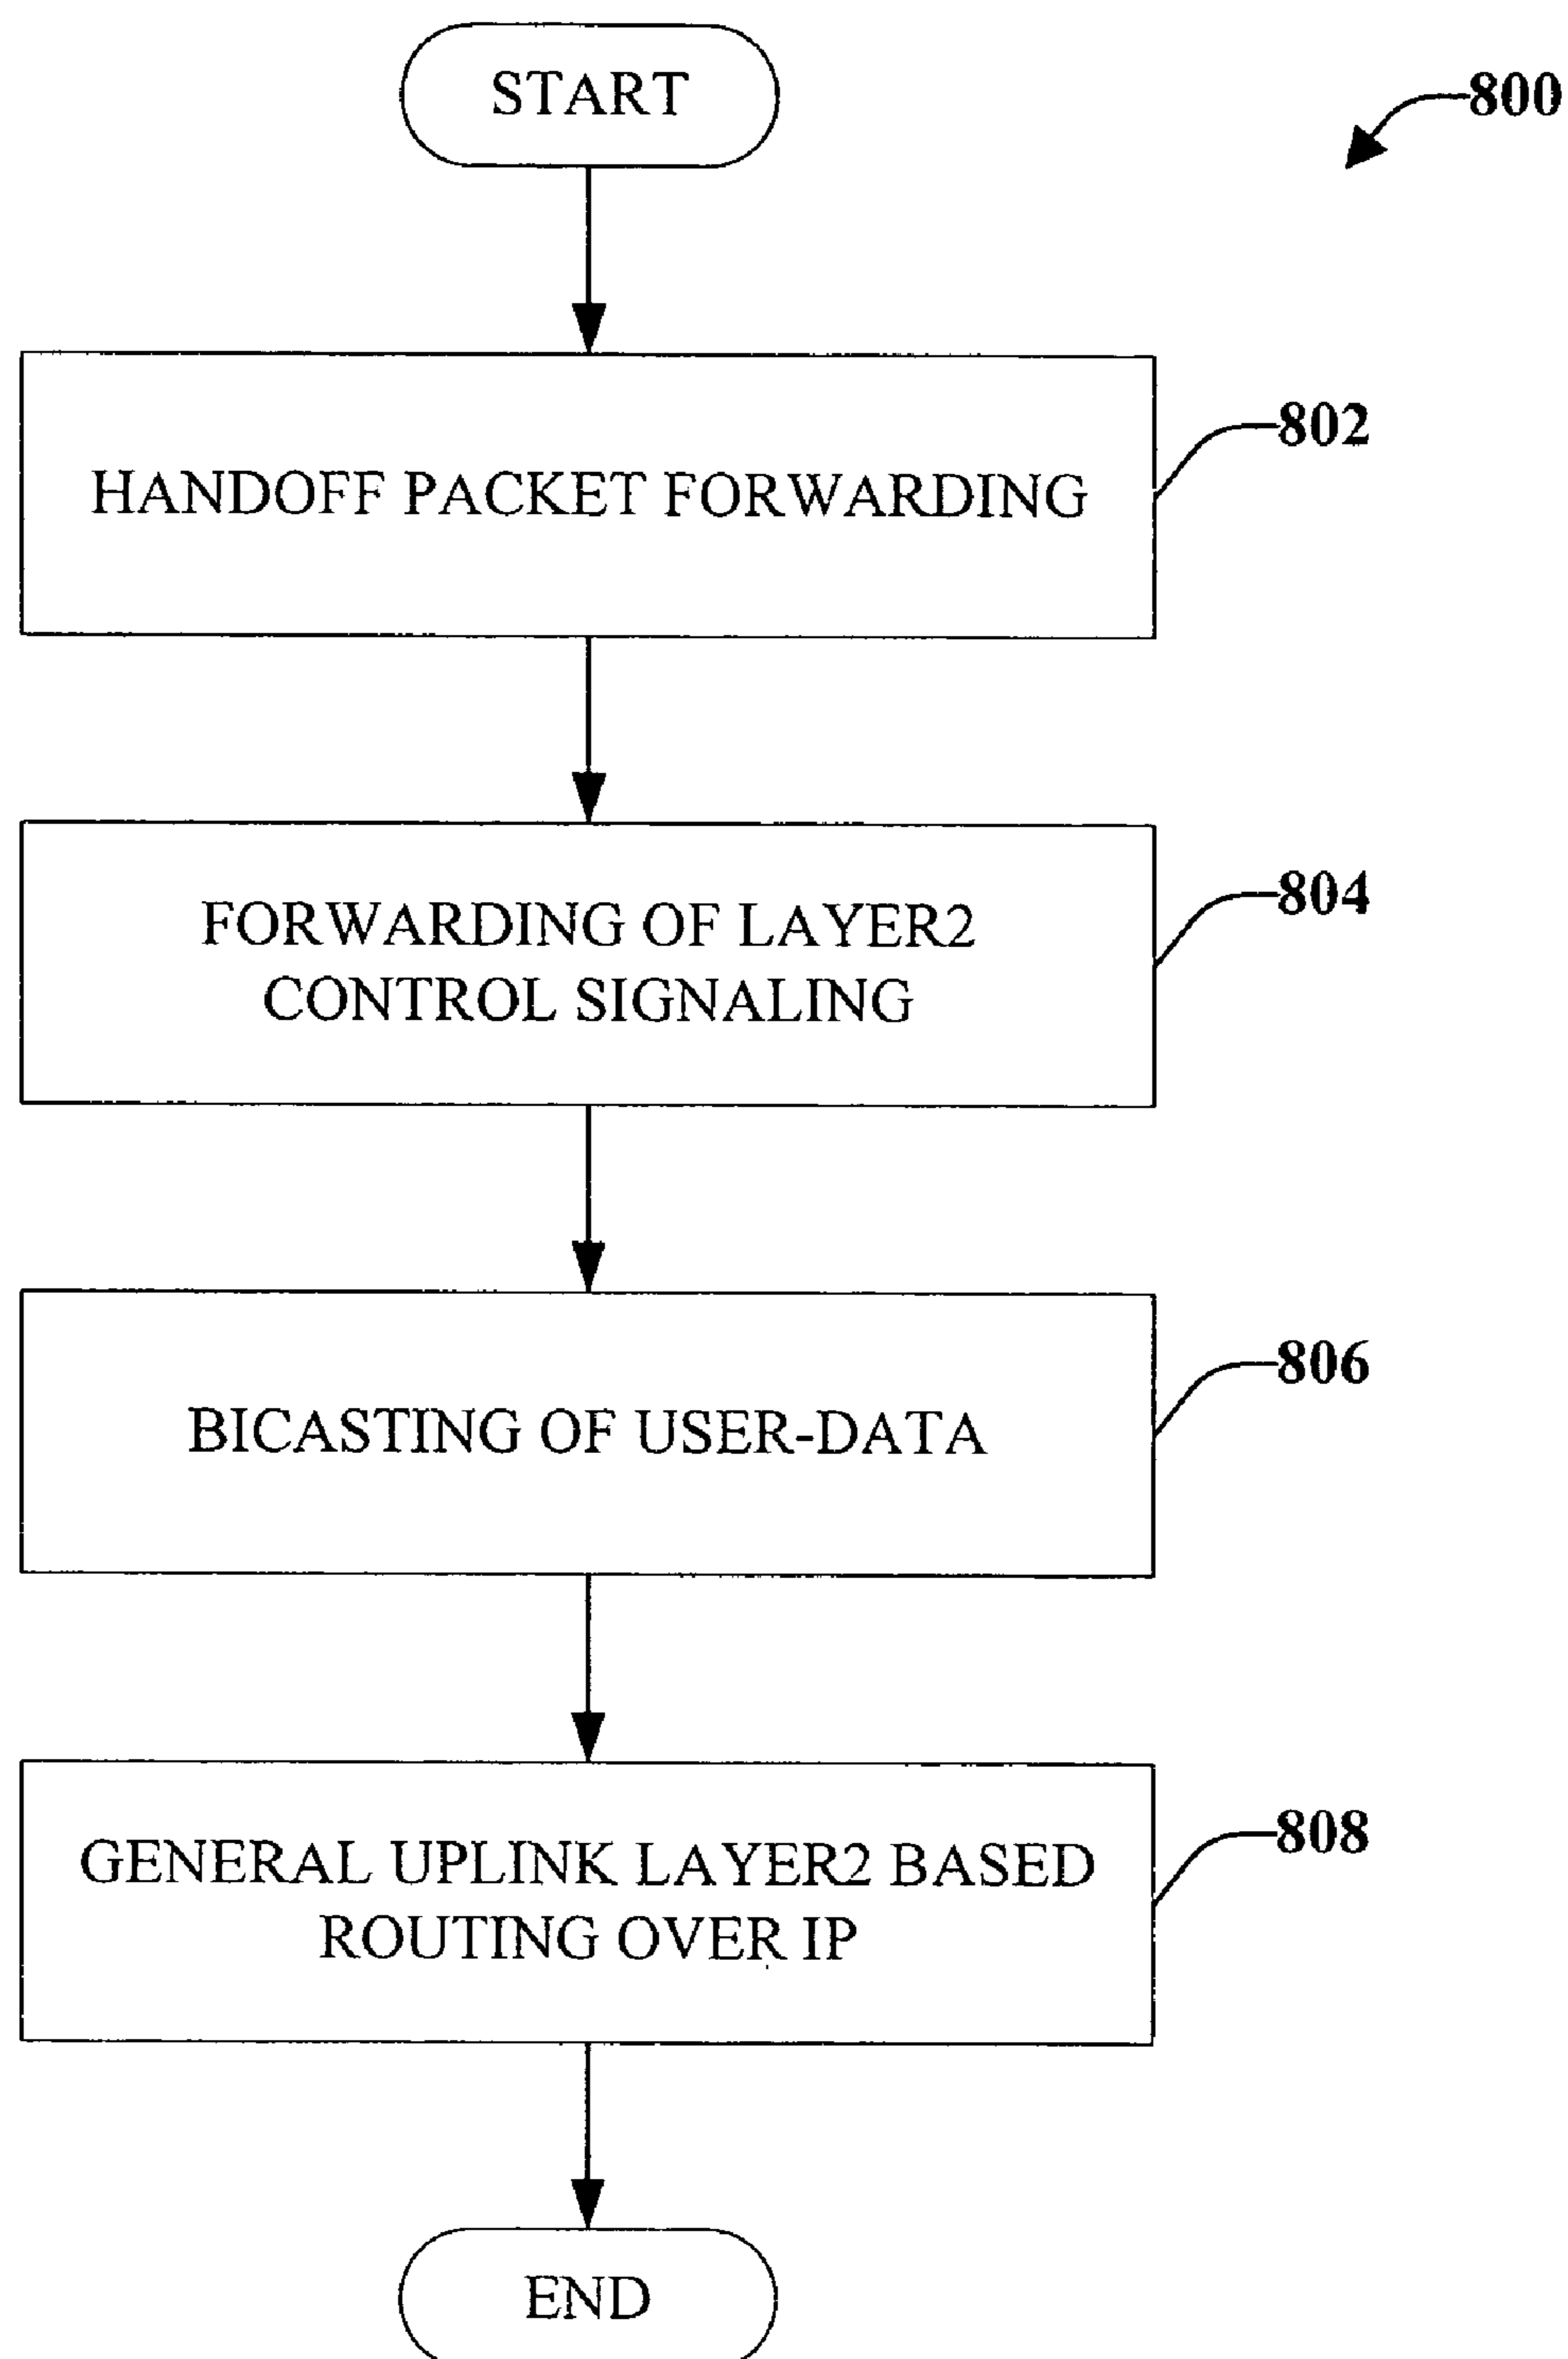 START
800
HANDOFF PACKET FORWARDING
802
FORWARDING OF LAYER2
CONTROL SIGNALING
804
BICASTING OF USER-DATA
806
GENERAL UPLINK LAYER2 BASED
ROUTING OVER IP
808
END